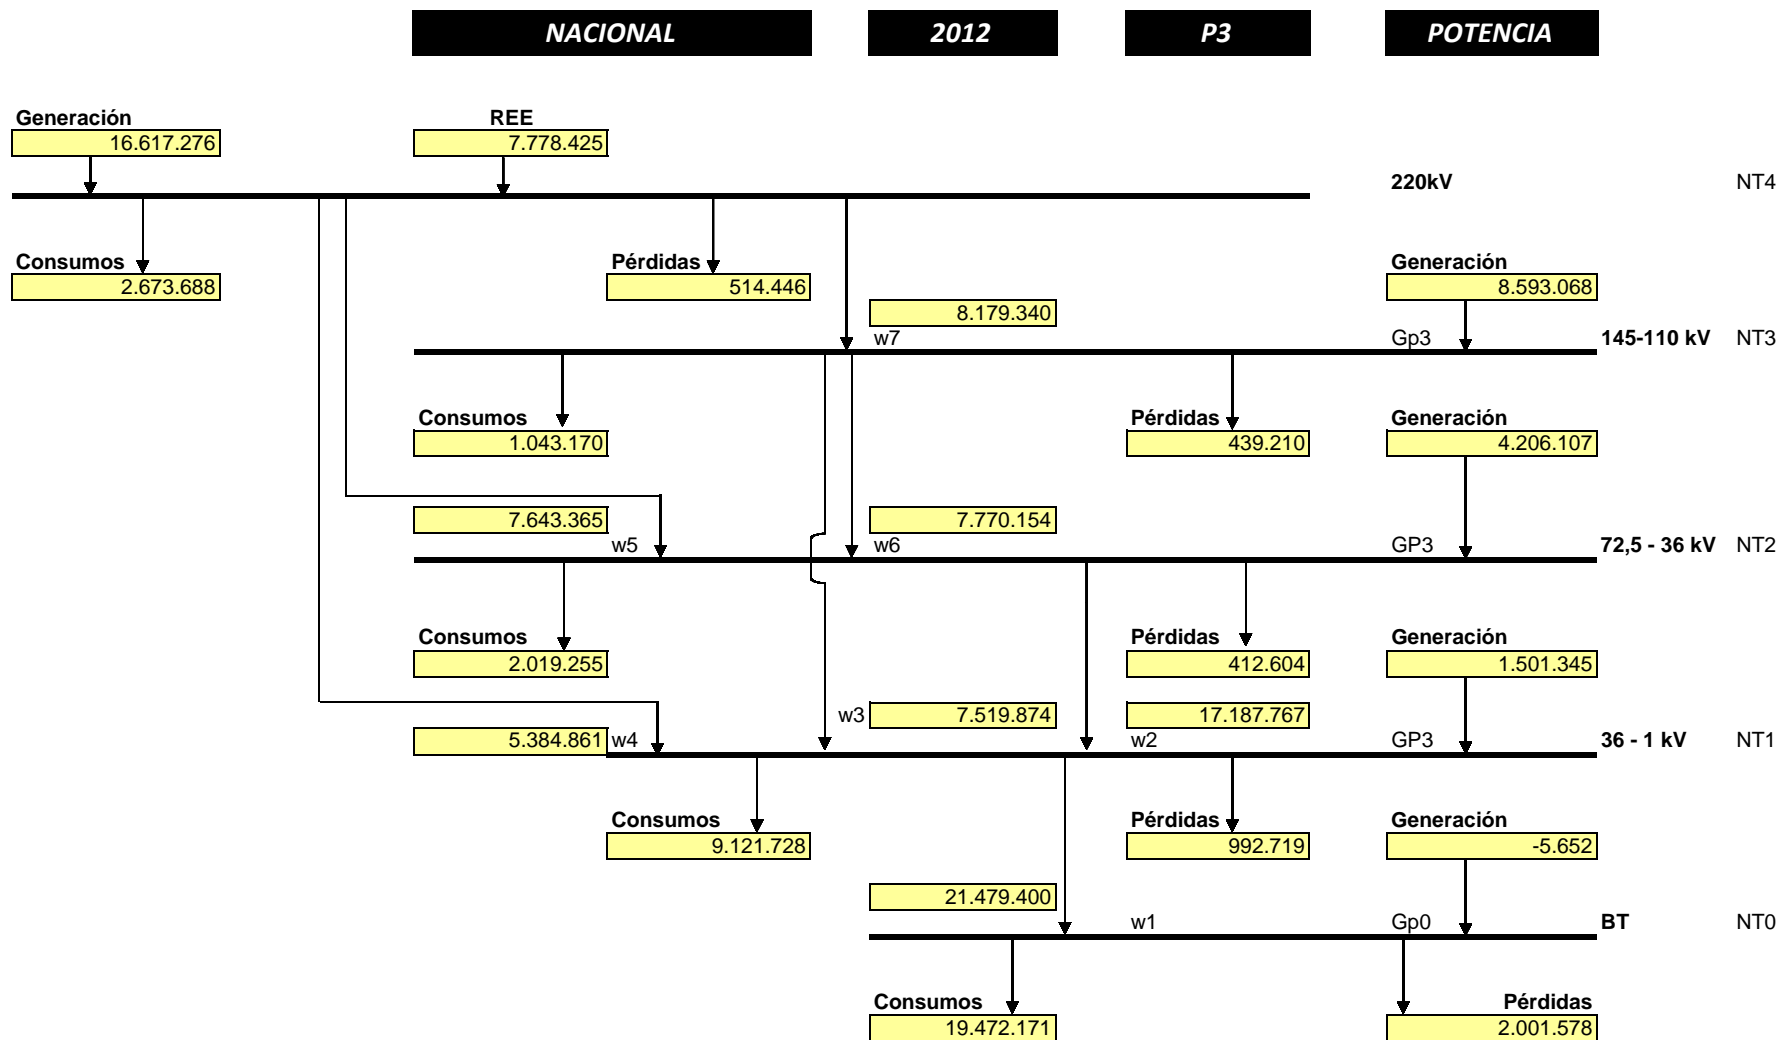 NACIONAL 2012 P3 POTENCIA
Generación REE
16.617.276 7.778.425
220kV NT4
Consumos Pérdidas Generación
2.673.688 514.446 8.593.068
8.179.340
w7 Gp3 145-110 kV NT3
Consumos Pérdidas Generación
1.043.170 439.210 4.206.107
7.643.365 7.770.154
w5 w6 GP3 72,5 - 36 kV NT2
Consumos Pérdidas Generación
2.019.255 412.604 1.501.345
w3 7.519.874 17.187.767
5.384.861 w4 w2 GP3 36 - 1 kV NT1
Consumos Pérdidas Generación
9.121.728 992.719 -5.652
21.479.400
w1 Gp0 BT NT0
Consumos Pérdidas
19.472.171 2.001.578